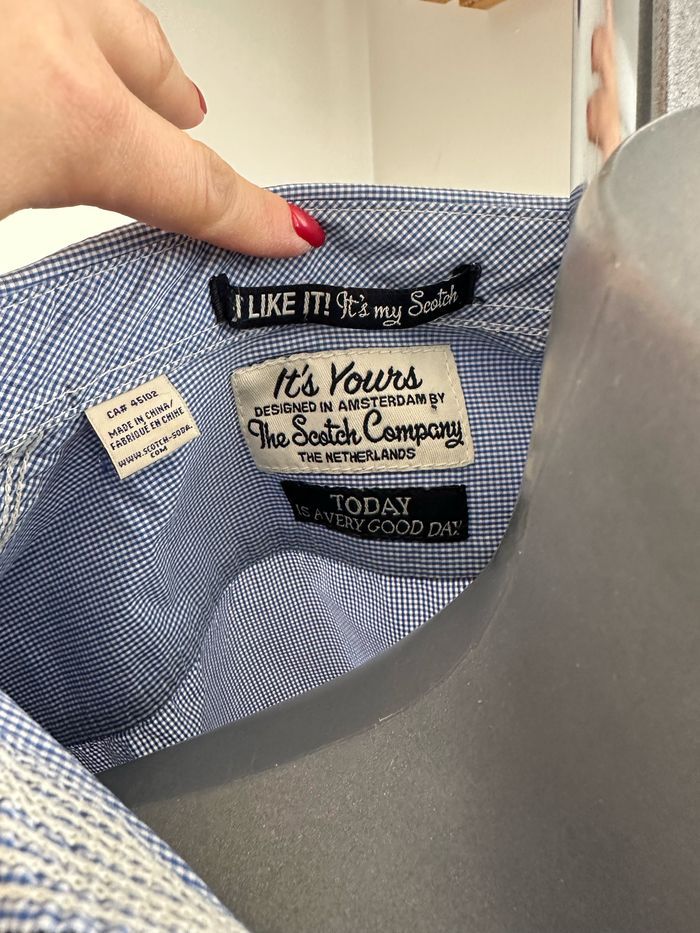 I LIKE IT! It's my Scotch
CA# 45102
MADE IN CHINA/
FABRIQUÉ EN CHINE
WWW.SCOTCH-SODA.
COM
It's Yours
DESIGNED IN AMSTERDAM BY
The Scotch Company
THE NETHERLANDS
TODAY
IS A VERY GOOD DAY